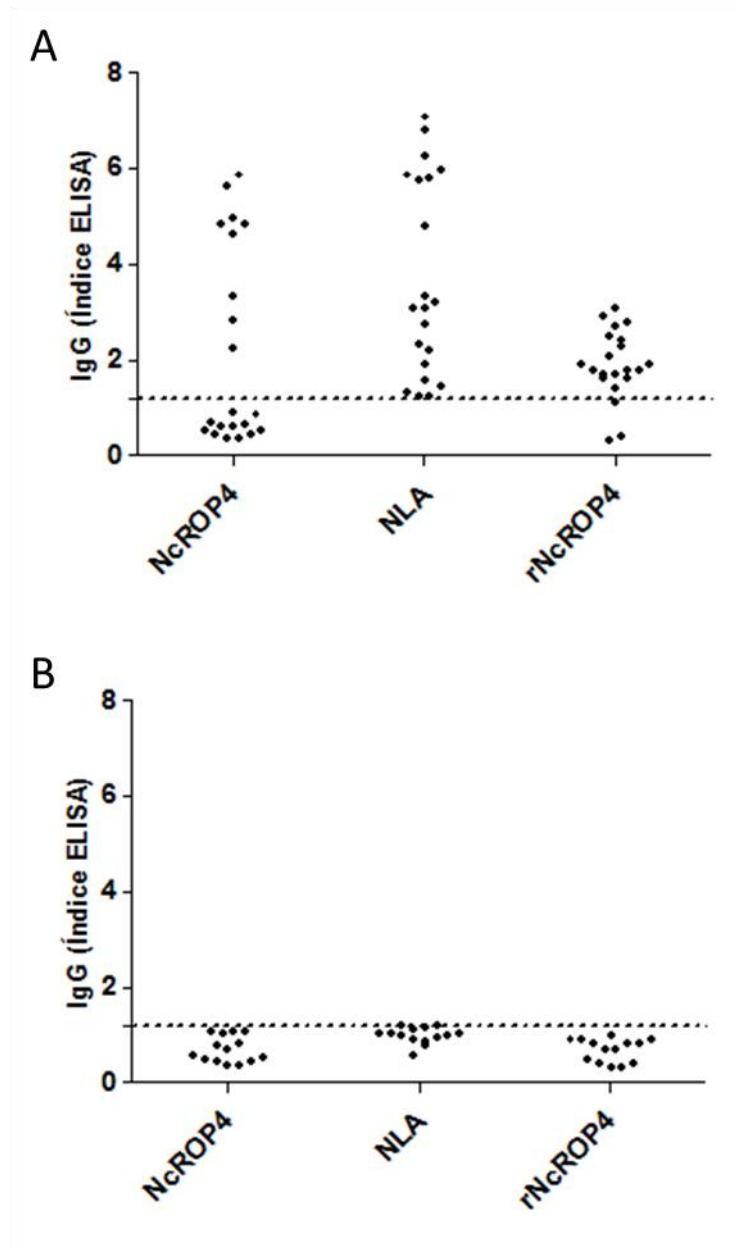 A
8
6
4
2
0
IgG (Índice ELISA)
NcROP4
NLA
rNcROP4
B
8
6
4
2
0
IgG (Índice ELISA)
NcROP4
NLA
rNcROP4